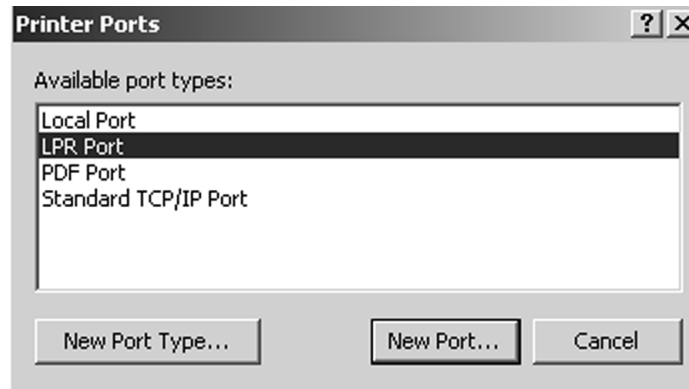 Printer Ports
Available port types:
Local Port
LPR Port
PDF Port
Standard TCP/IP Port
New Port Type... New Port... Cancel